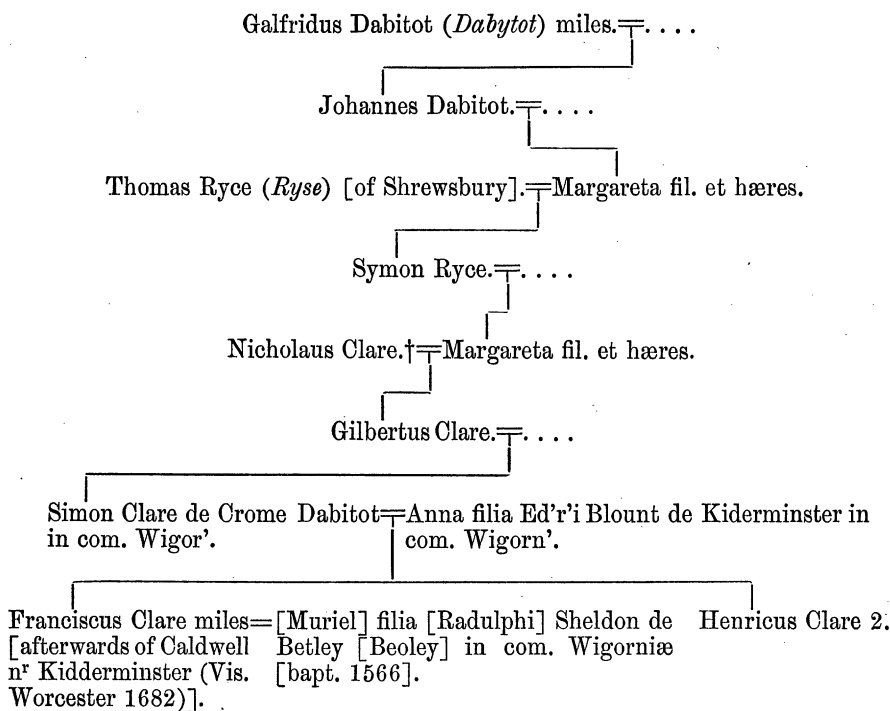 Galfridus Dabitot (Dabytot) miles.=. . . .
Johannes Dabitot.=. . . .
Thomas Ryce (Ryse) [of Shrewsbury].=Margareta fil. et hæres.
Symon Ryce.=. . . .
Nicholaus Clare.†=Margareta fil. et hæres.
Gilbertus Clare.=. . . .
Simon Clare de Crome Dabitot=Anna filia Ed'r'i Blount de Kiderminster in
in com. Wigor'. com. Wigorn'.
Franciscus Clare miles=[Muriel] filia [Radulphi] Sheldon de Henricus Clare 2.
[afterwards of Caldwell Betley [Beoley] in com. Wigorniæ
nʳ Kidderminster (Vis. [bapt. 1566].
Worcester 1682)].